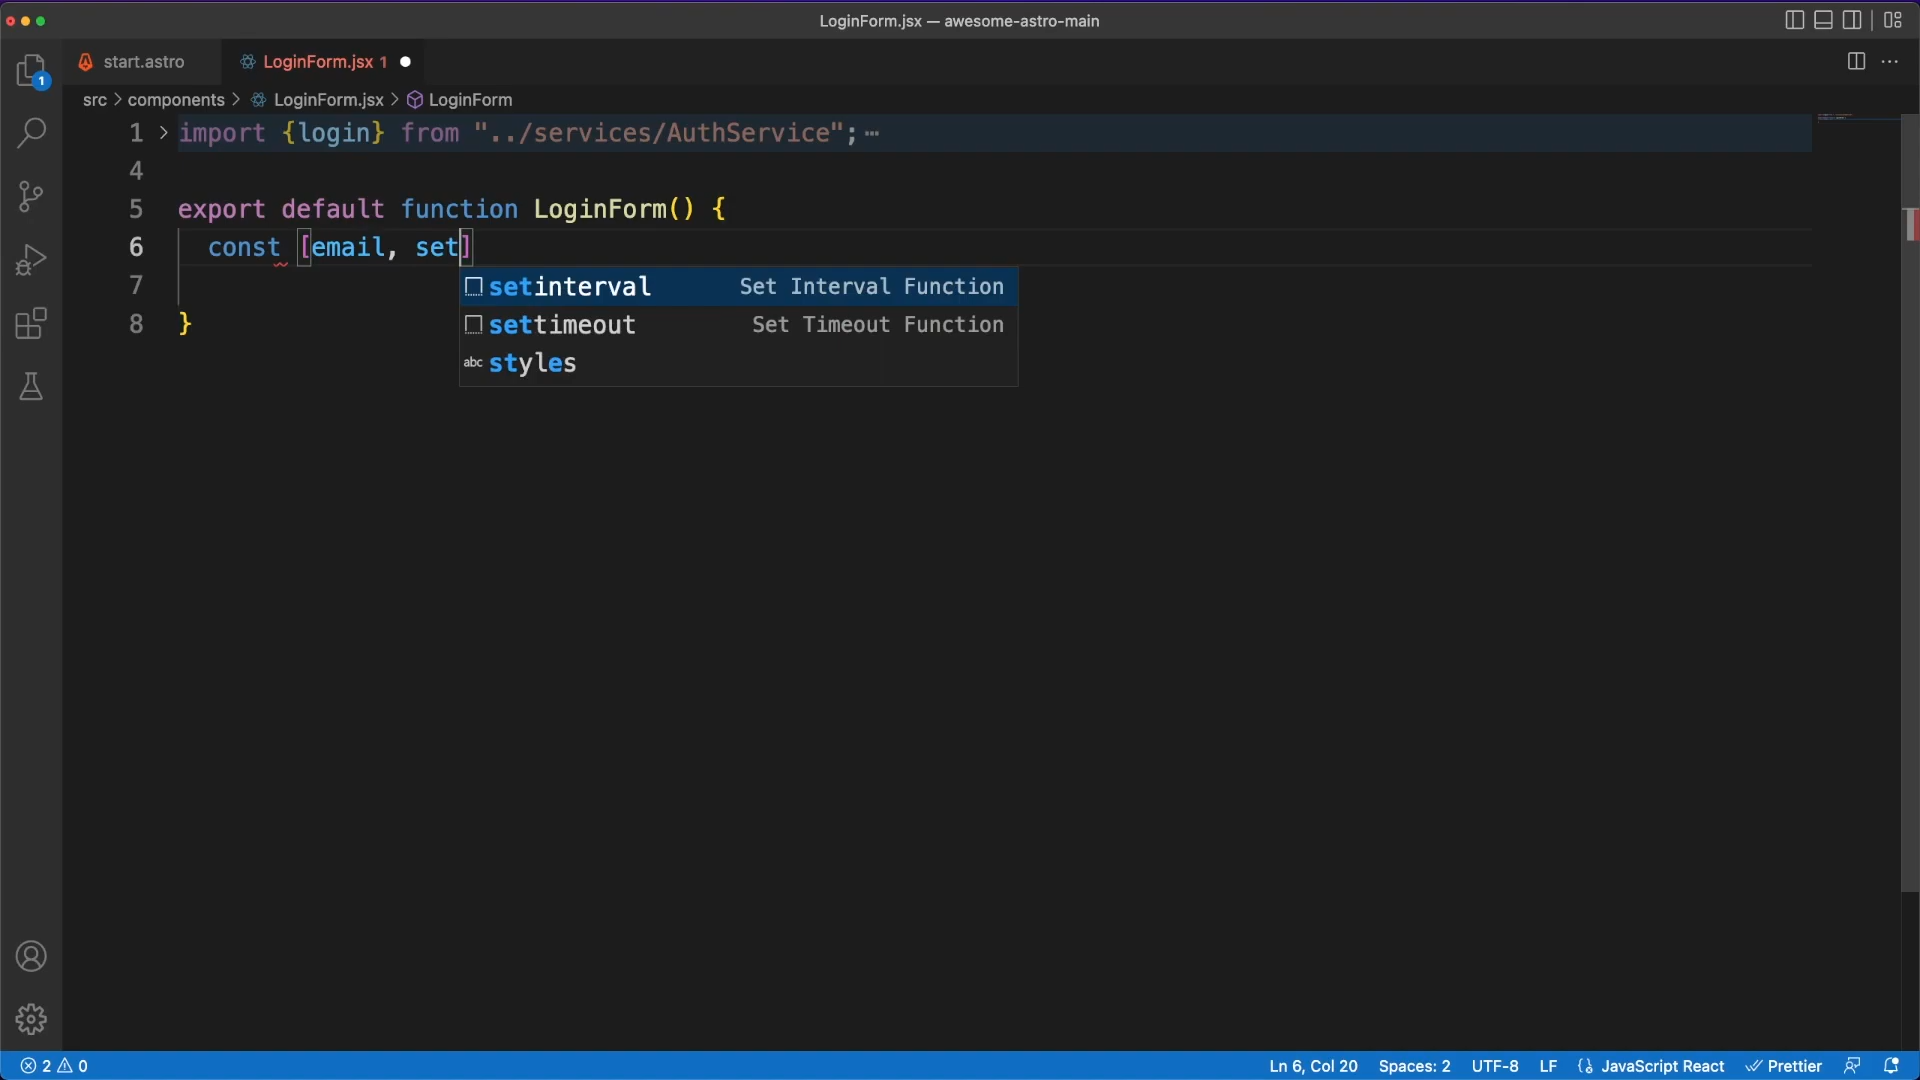 LoginForm.jsx — awesome-astro-main
start.astro
LoginForm.jsx 1
src > components > LoginForm.jsx > LoginForm
1 > import {login} from "../services/AuthService";⋯
4
5 export default function LoginForm() {
6 const [email, set]
7
8 }
setinterval Set Interval Function
settimeout Set Timeout Function
abc styles
1
2 0
Ln 6, Col 20 Spaces: 2 UTF-8 LF JavaScript React Prettier